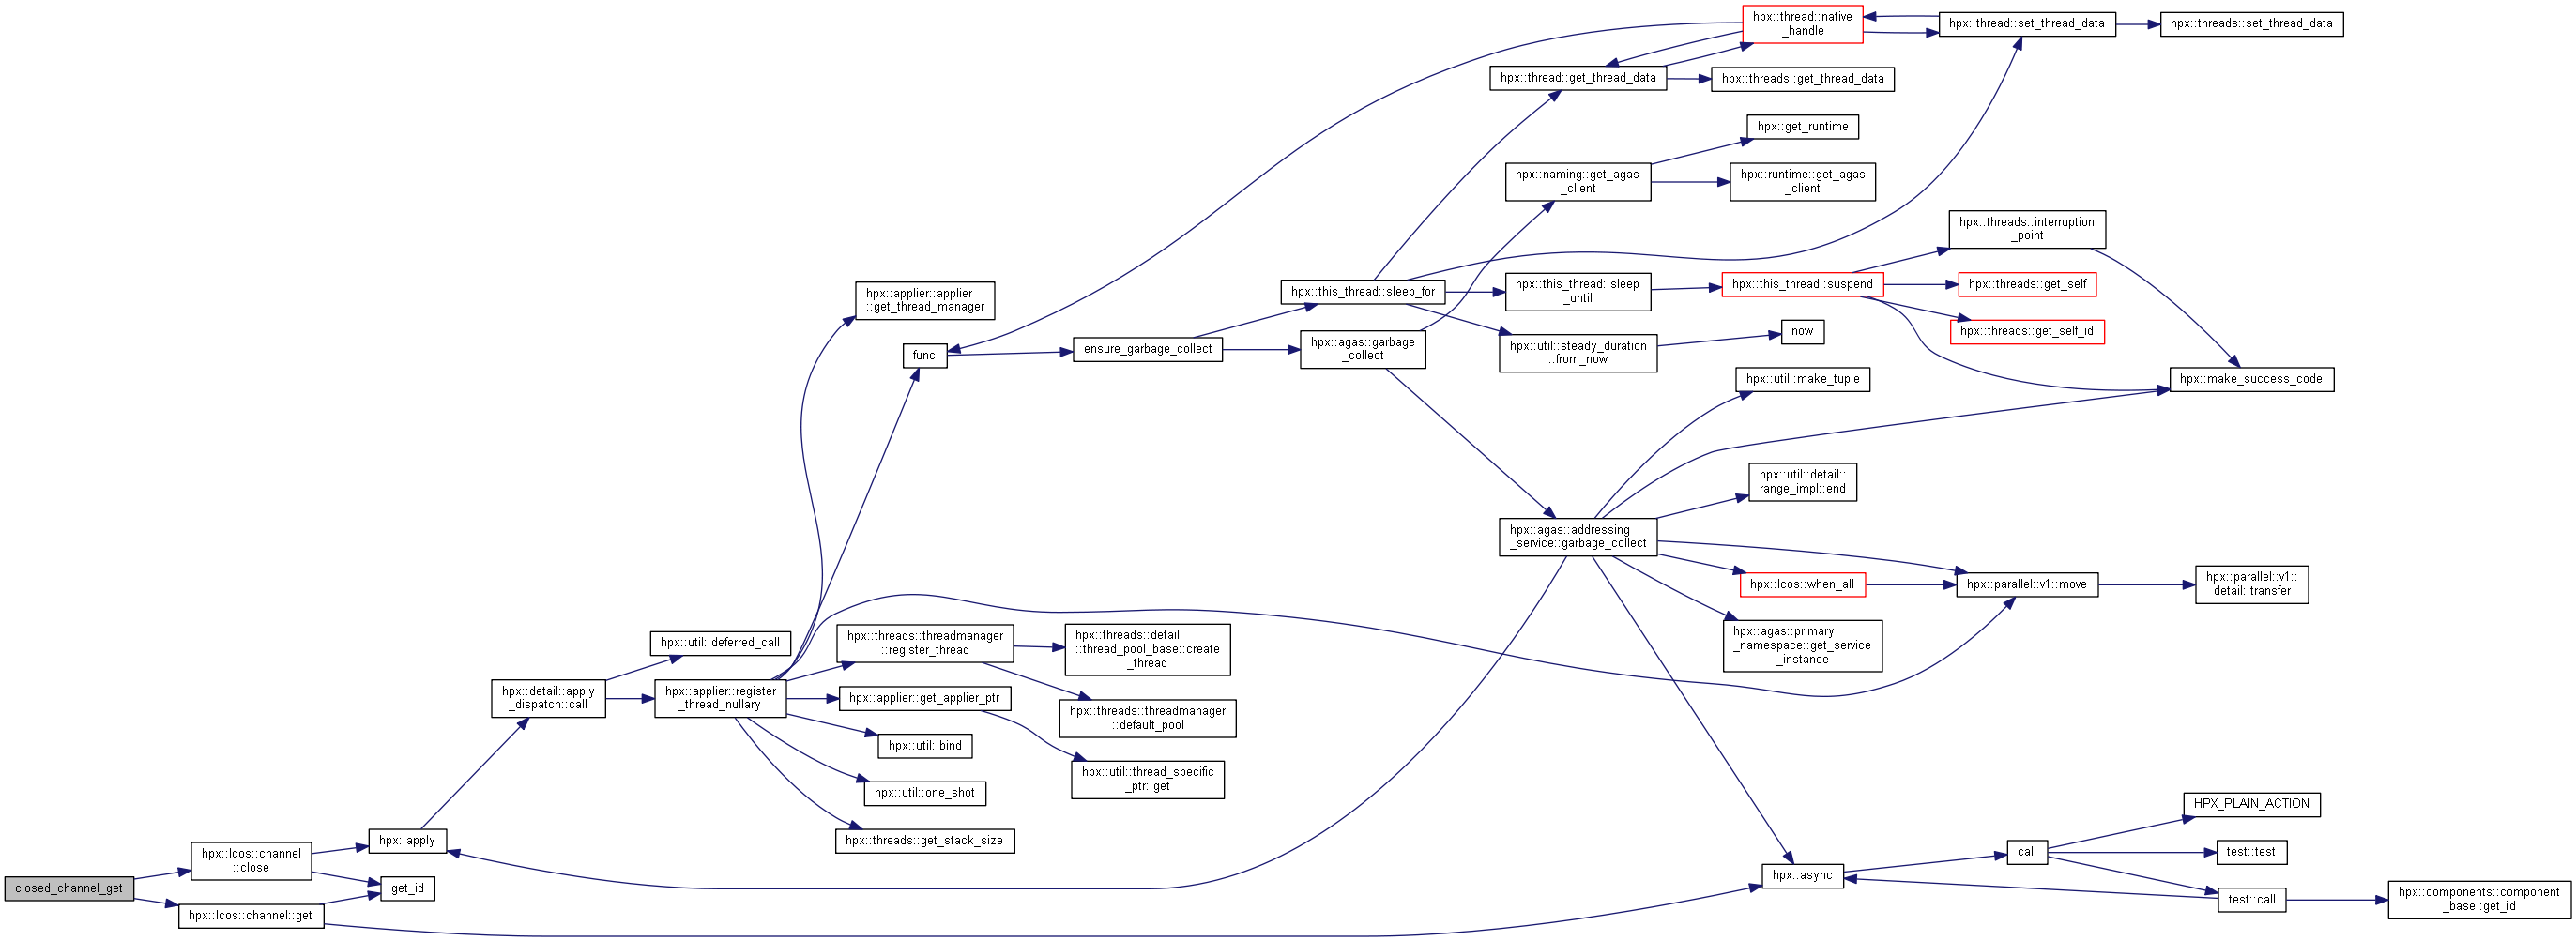 hpx::thread::native
_handle
hpx::thread::set_thread_data
hpx::threads::set_thread_data
hpx::thread::get_thread_data
hpx::threads::get_thread_data
hpx::get_runtime
hpx::naming::get_agas
_client
hpx::runtime::get_agas
_client
hpx::threads::interruption
_point
hpx::applier::applier
::get_thread_manager
hpx::this_thread::sleep_for
hpx::this_thread::sleep
_until
hpx::this_thread::suspend
hpx::threads::get_self
hpx::threads::get_self_id
now
func
ensure_garbage_collect
hpx::agas::garbage
_collect
hpx::util::steady_duration
::from_now
hpx::util::make_tuple
hpx::make_success_code
hpx::util::detail::
range_impl::end
hpx::agas::addressing
_service::garbage_collect
hpx::lcos::when_all
hpx::parallel::v1::move
hpx::parallel::v1::
detail::transfer
hpx::agas::primary
_namespace::get_service
_instance
hpx::util::deferred_call
hpx::threads::threadmanager
::register_thread
hpx::threads::detail
::thread_pool_base::create
_thread
hpx::detail::apply
_dispatch::call
hpx::applier::register
_thread_nullary
hpx::applier::get_applier_ptr
hpx::threads::threadmanager
::default_pool
hpx::util::bind
hpx::util::thread_specific
_ptr::get
hpx::util::one_shot
hpx::threads::get_stack_size
HPX_PLAIN_ACTION
hpx::apply
hpx::lcos::channel
::close
call
test::test
closed_channel_get
get_id
hpx::async
test::call
hpx::components::component
_base::get_id
hpx::lcos::channel::get